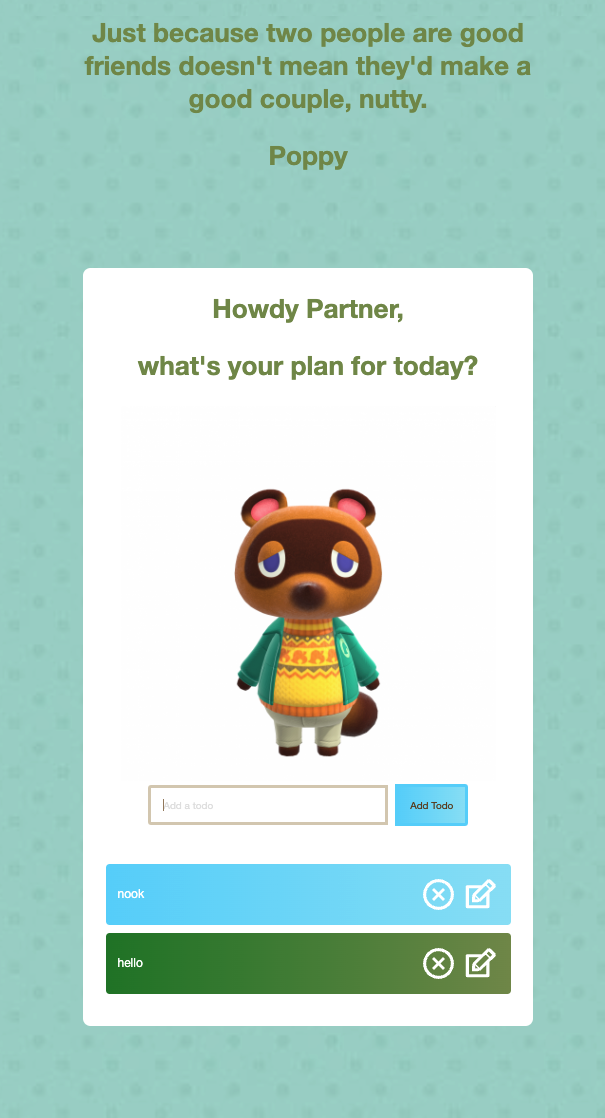 Just because two people are good
friends doesn't mean they'd make a
good couple, nutty.
Poppy
Howdy Partner,
what's your plan for today?
Add a todo
Add Todo
nook
hello